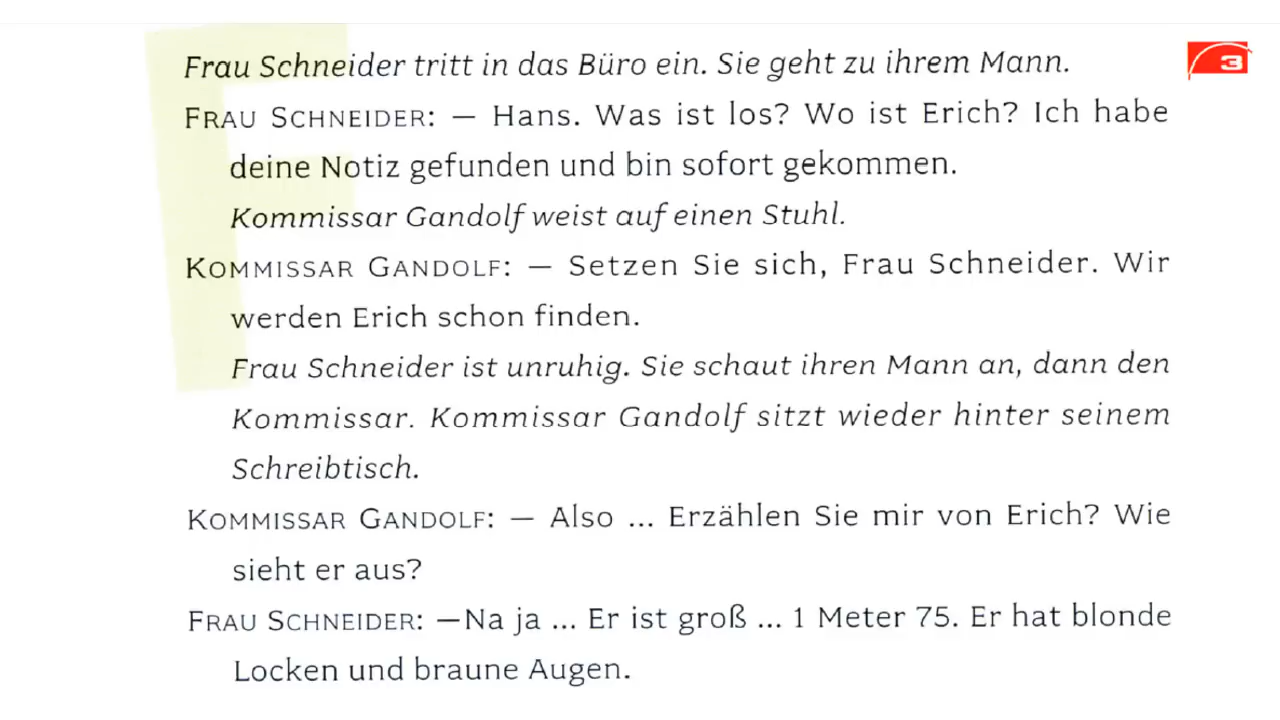 Frau Schneider tritt in das Büro ein. Sie geht zu ihrem Mann.
FRAU SCHNEIDER: — Hans. Was ist los? Wo ist Erich? Ich habe
deine Notiz gefunden und bin sofort gekommen.
Kommissar Gandolf weist auf einen Stuhl.
KOMMISSAR GANDOLF: — Setzen Sie sich, Frau Schneider. Wir
werden Erich schon finden.
Frau Schneider ist unruhig. Sie schaut ihren Mann an, dann den
Kommissar. Kommissar Gandolf sitzt wieder hinter seinem
Schreibtisch.
KOMMISSAR GANDOLF: — Also ... Erzählen Sie mir von Erich? Wie
sieht er aus?
FRAU SCHNEIDER: —Na ja ... Er ist groß ... 1 Meter 75. Er hat blonde
Locken und braune Augen.
3